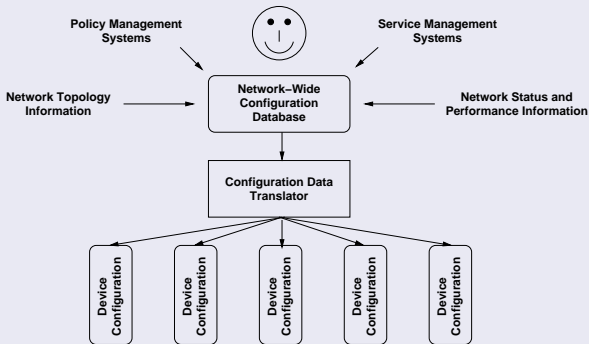 Policy Management
Systems
Service Management
Systems
Network Topology
Information
Network−Wide
Configuration
Database
Network Status and
Performance Information
Configuration Data
Translator
Device
Configuration
Device
Configuration
Device
Configuration
Device
Configuration
Device
Configuration